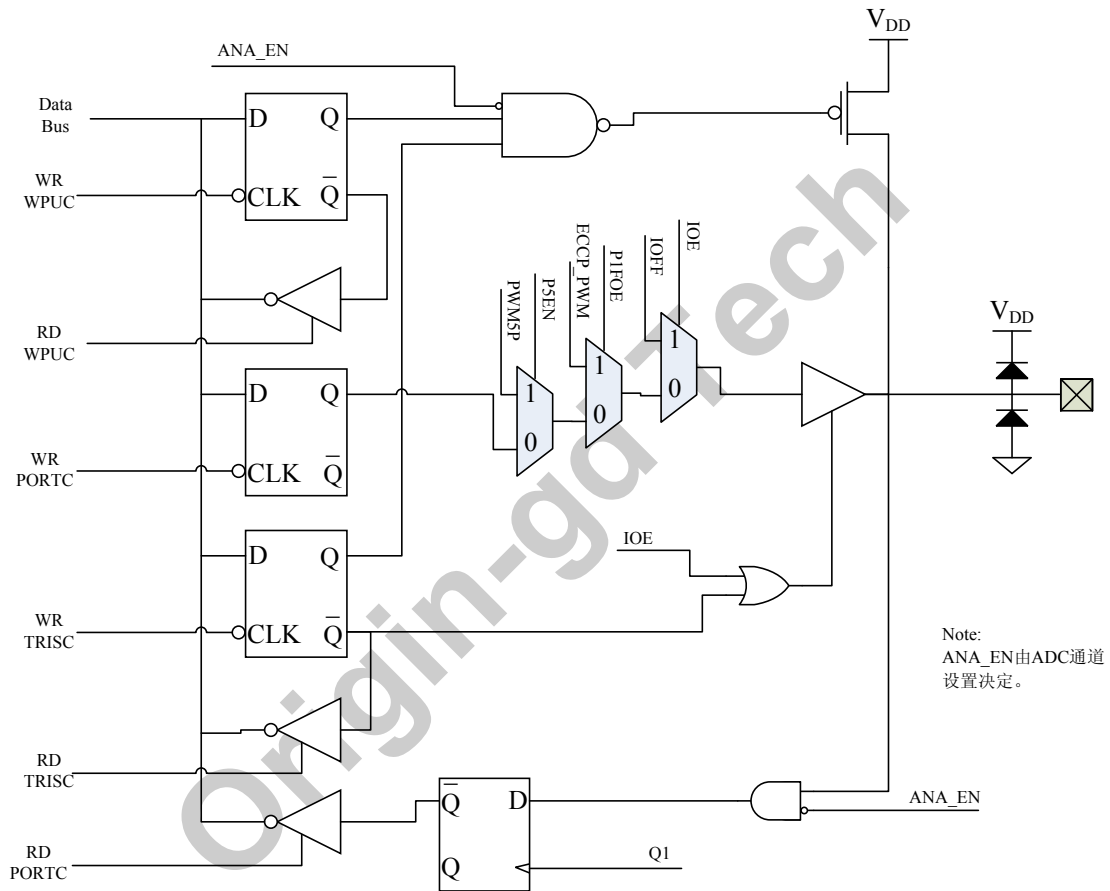 ANA_EN
V_DD
Data
Bus
D
Q
WR
WPUC
CLK
Q̅
RD
WPUC
PWM5P
P5EN
ECCP_PWM
P1FOE
IOFF
IOE
1
0
1
0
1
0
V_DD
D
Q
WR
PORTC
CLK
Q̅
D
Q
IOE
WR
TRISC
CLK
Q̅
Note:
ANA_EN由ADC通道
设置决定。
RD
TRISC
Q̅
D
ANA_EN
RD
PORTC
Q
Q1
Origin-gd Tech